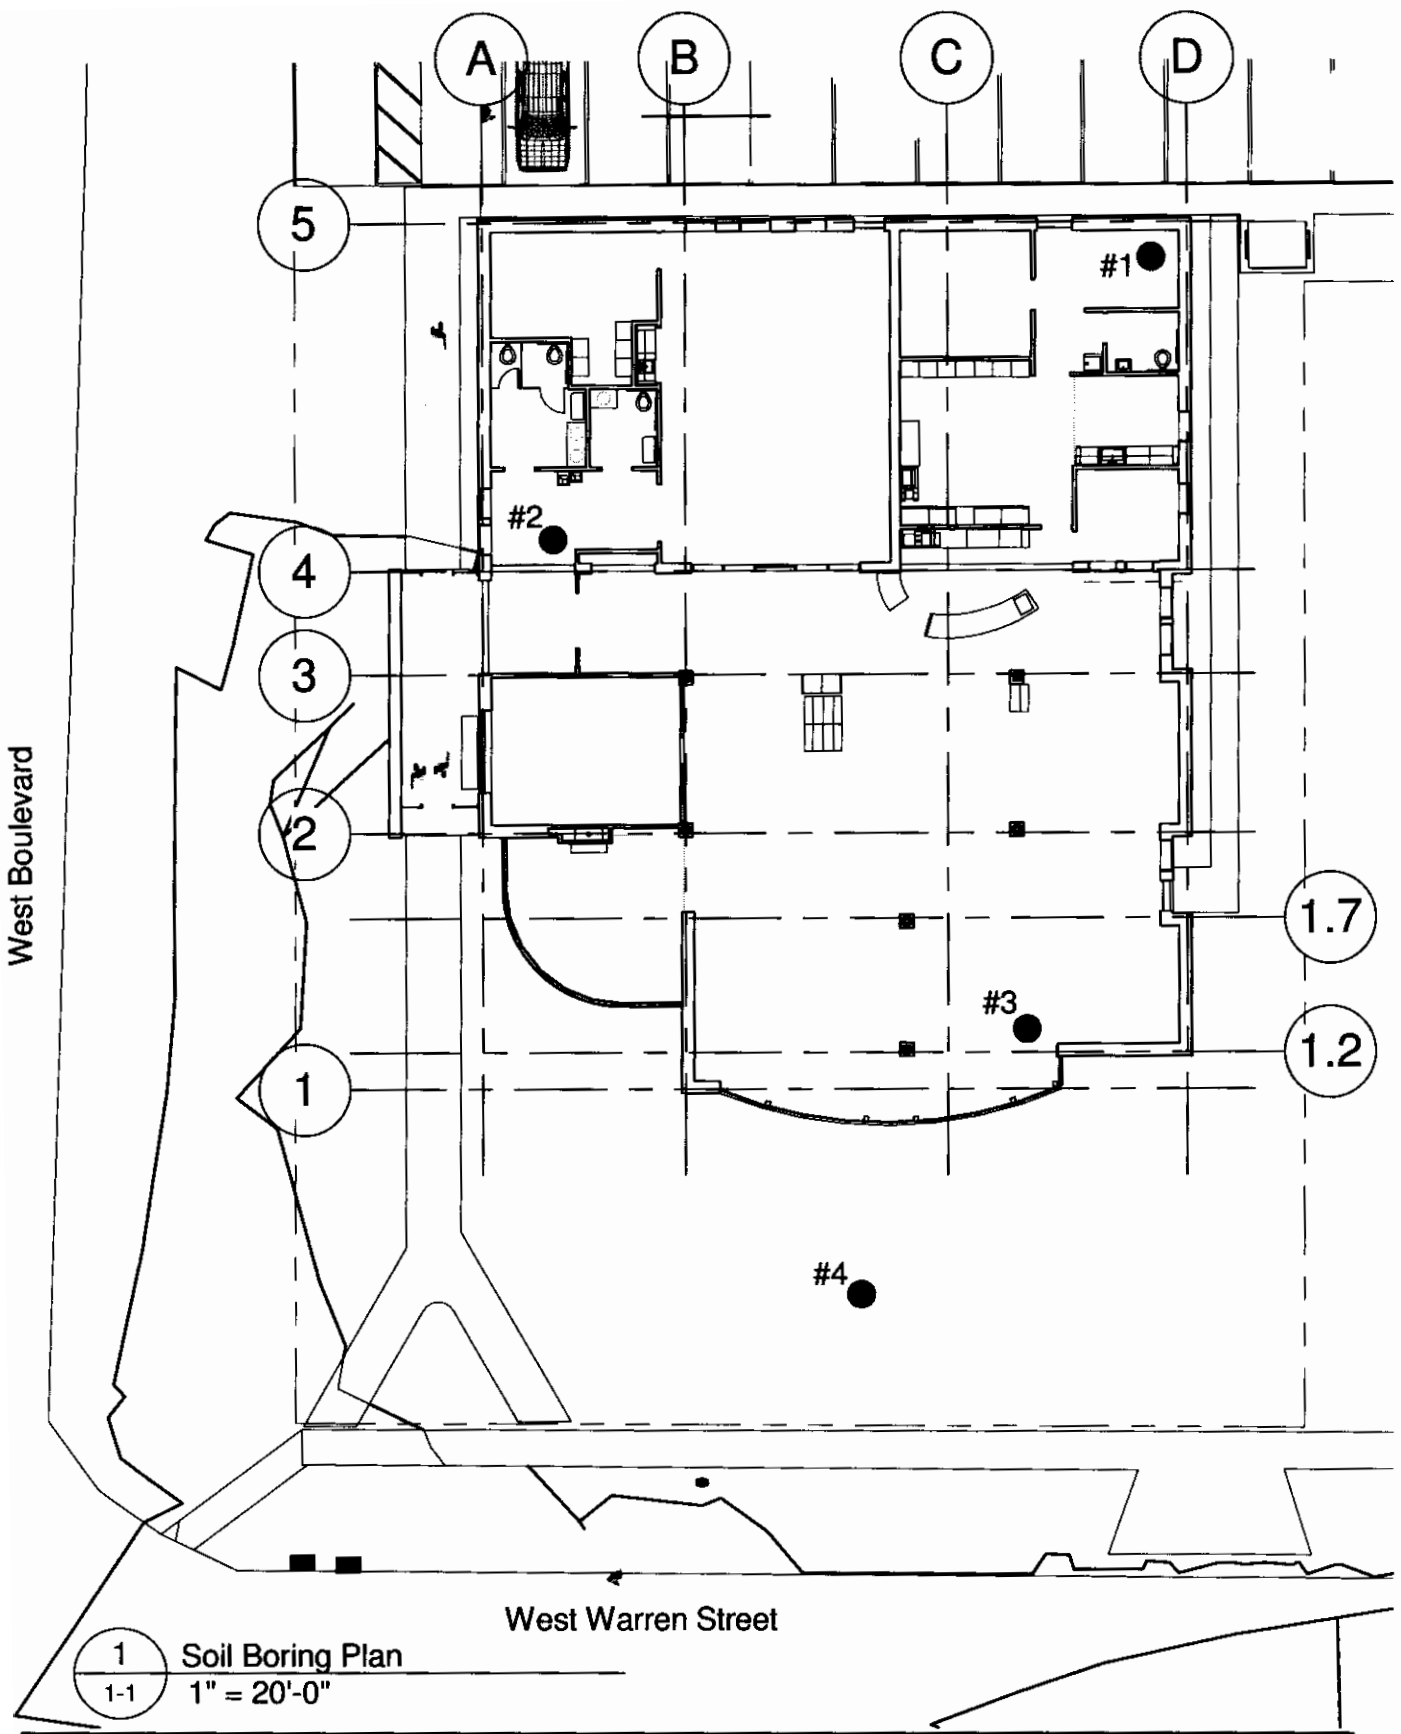 A B C D
5
#1
#2
4
3
2
West Boulevard
1.7
#3
1.2
1
#4
West Warren Street
1
Soil Boring Plan
1-1
1" = 20'-0"